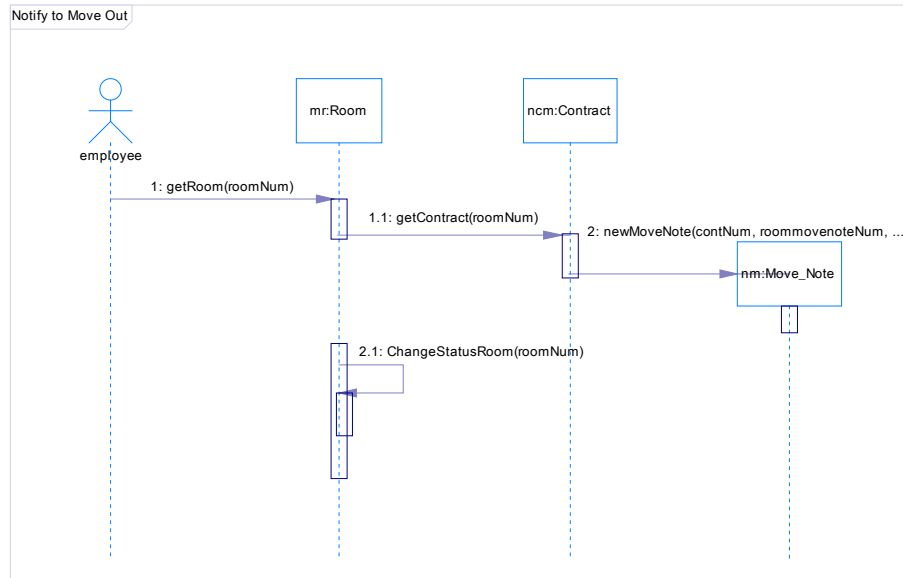 Notify to Move Out
mr:Room
ncm:Contract
employee
1: getRoom(roomNum)
1.1: getContract(roomNum)
2: newMoveNote(contNum, roommovenoteNum, ...
nm:Move_Note
2.1: ChangeStatusRoom(roomNum)